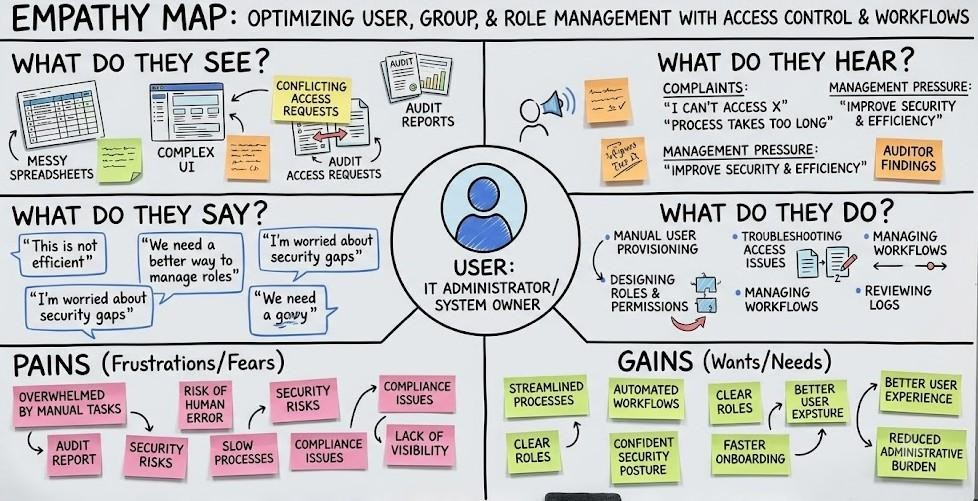 EMPATHY MAP: OPTIMIZING USER, GROUP, & ROLE MANAGEMENT WITH ACCESS CONTROL & WORKFLOWS
WHAT DO THEY SEE?
MESSY
SPREADSHEETS
COMPLEX
UI
CONFLICTING
ACCESS
REQUESTS
AUDIT
ACCESS REQUESTS
AUDIT
AUDIT
REPORTS
WHAT DO THEY HEAR?
COMPLAINTS:
"I CAN'T ACCESS X"
"PROCESS TAKES TOO LONG"
MANAGEMENT PRESSURE:
"IMPROVE SECURITY
& EFFICIENCY"
MANAGEMENT PRESSURE:
"IMPROVE SECURITY & EFFICIENCY"
AUDITOR
FINDINGS
USER:
IT ADMINISTRATOR/
SYSTEM OWNER
WHAT DO THEY SAY?
"This is not
efficient"
"We need a
better way to
manage roles"
"I'm worried about
security gaps"
"I'm worried about
security gaps"
"We need
a
WHAT DO THEY DO?
• MANUAL USER
PROVISIONING
DESIGNING
ROLES &
PERMISSIONS
• TROUBLESHOOTING
ACCESS
ISSUES
• MANAGING
WORKFLOWS
• MANAGING
WORKFLOWS
• REVIEWING
LOGS
PAINS (Frustrations/Fears)
OVERWHELMED
BY MANUAL TASKS
AUDIT
REPORT
SECURITY
RISKS
RISK OF
HUMAN
ERROR
SLOW
PROCESSES
SECURITY
RISKS
COMPLIANCE
ISSUES
COMPLIANCE
ISSUES
LACK OF
VISIBILITY
GAINS (Wants/Needs)
STREAMLINED
PROCESSES
CLEAR
ROLES
AUTOMATED
WORKFLOWS
CONFIDENT
SECURITY
POSTURE
CLEAR
ROLES
FASTER
ONBOARDING
BETTER
USER
EXPSTURE
BETTER USER
EXPERIENCE
REDUCED
ADMINISTRATIVE
BURDEN